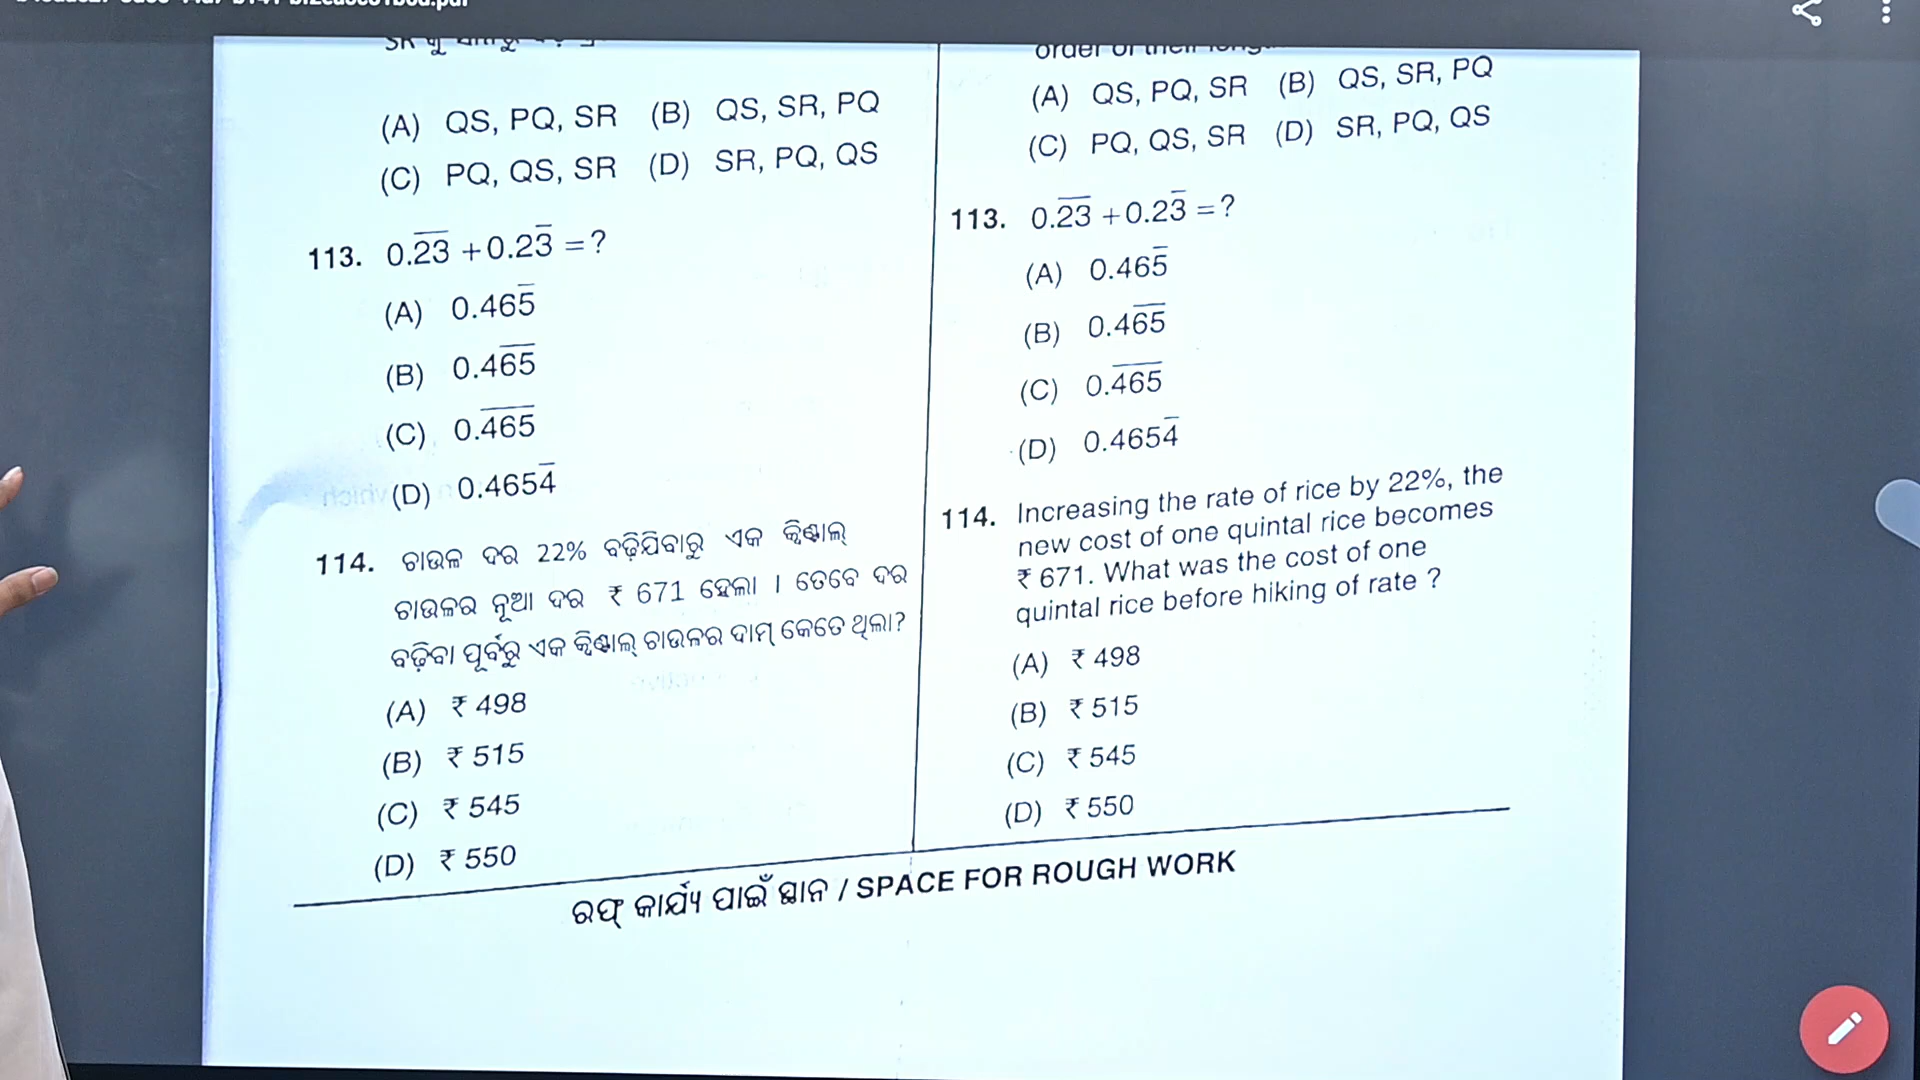 (A) QS, PQ, SR (B) QS, SR, PQ
(C) PQ, QS, SR (D) SR, PQ, QS
113. 0.2̅3̅ + 0.23̅ = ?
(A) 0.465̅
(B) 0.46̅5̅
(C) 0.4̅6̅5̅
(D) 0.4654̅
114. ଚାଉଳ ଦର 22% ବଢ଼ିଯିବାରୁ ଏକ କ୍ୱିଣ୍ଟାଲ୍
ଚାଉଳର ନୂଆ ଦର ₹ 671 ହେଲା । ତେବେ ଦର
ବଢ଼ିବା ପୂର୍ବରୁ ଏକ କ୍ୱିଣ୍ଟାଲ୍ ଚାଉଳର ଦାମ୍ କେତେ ଥିଲା?
(A) ₹ 498
(B) ₹ 515
(C) ₹ 545
(D) ₹ 550
order of their
(A) QS, PQ, SR (B) QS, SR, PQ
(C) PQ, QS, SR (D) SR, PQ, QS
113. 0.2̅3̅ + 0.23̅ = ?
(A) 0.465̅
(B) 0.46̅5̅
(C) 0.4̅6̅5̅
(D) 0.4654̅
114. Increasing the rate of rice by 22%, the
new cost of one quintal rice becomes
₹ 671. What was the cost of one
quintal rice before hiking of rate ?
(A) ₹ 498
(B) ₹ 515
(C) ₹ 545
(D) ₹ 550
ରଫ୍ କାର୍ଯ୍ୟ ପାଇଁ ସ୍ଥାନ / SPACE FOR ROUGH WORK